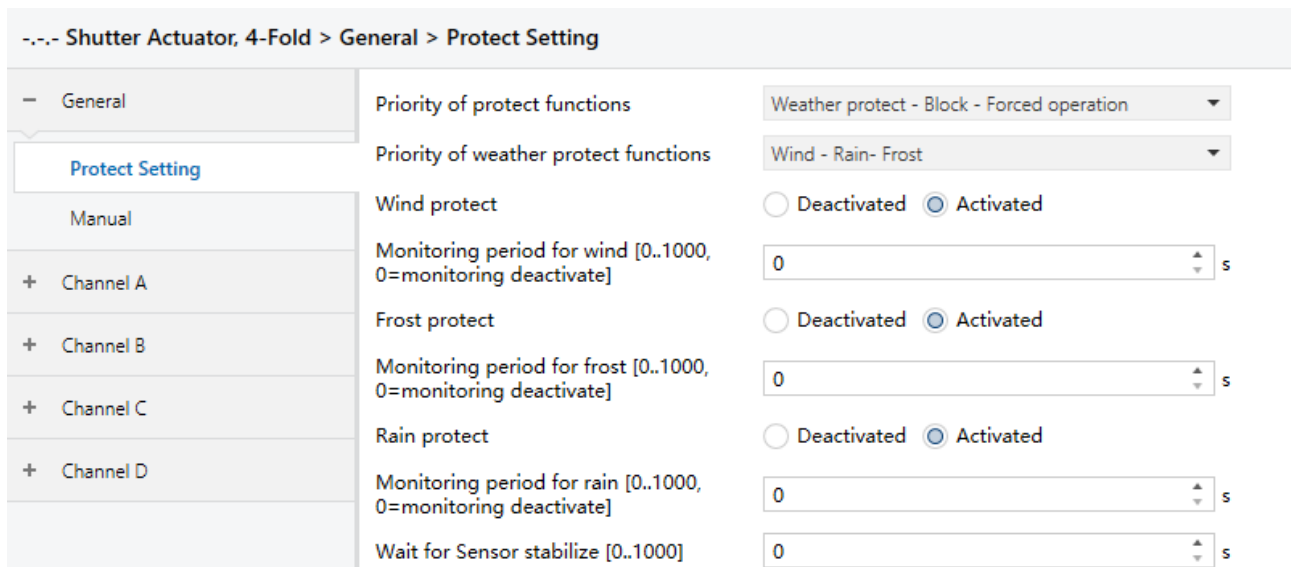 -.-.- Shutter Actuator, 4-Fold > General > Protect Setting
− General
Protect Setting
Manual
+ Channel A
+ Channel B
+ Channel C
+ Channel D
Priority of protect functions Weather protect - Block - Forced operation
Priority of weather protect functions Wind - Rain- Frost
Wind protect Deactivated Activated
Monitoring period for wind [0..1000,
0=monitoring deactivate] 0 s
Frost protect Deactivated Activated
Monitoring period for frost [0..1000,
0=monitoring deactivate] 0 s
Rain protect Deactivated Activated
Monitoring period for rain [0..1000,
0=monitoring deactivate] 0 s
Wait for Sensor stabilize [0..1000] 0 s